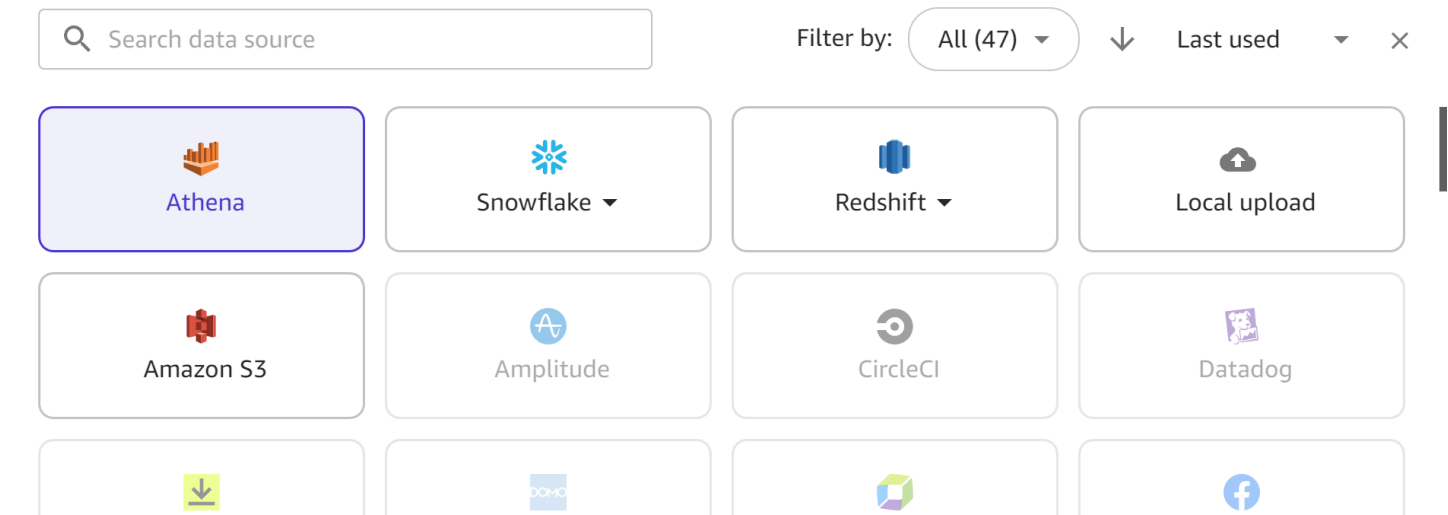 Search data source
Filter by: All (47) Last used
Athena Snowflake Redshift Local upload
Amazon S3 Amplitude CircleCI Datadog
DOMO